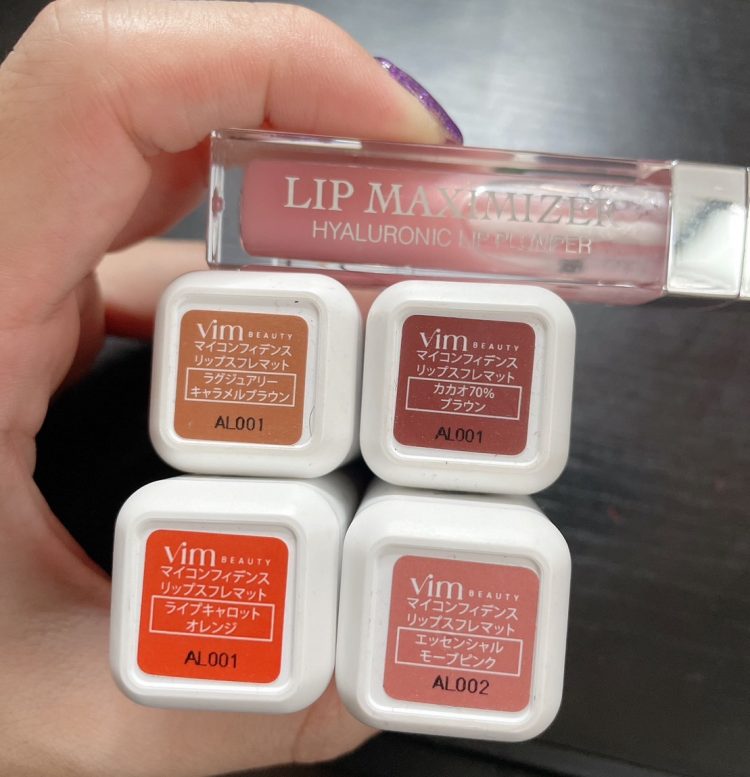 LIP MAXIMIZER
HYALURONIC LIP PLUMPER
vim BEAUTY
マイコンフィデンス
リップスフレマット
ラグジュアリー
キャラメルブラウン
AL001
vim BEAUTY
マイコンフィデンス
リップスフレマット
カカオ70%
ブラウン
AL001
vim BEAUTY
マイコンフィデンス
リップスフレマット
ライブキャロット
オレンジ
AL001
vim BEAUTY
マイコンフィデンス
リップスフレマット
エッセンシャル
モーブピンク
AL002